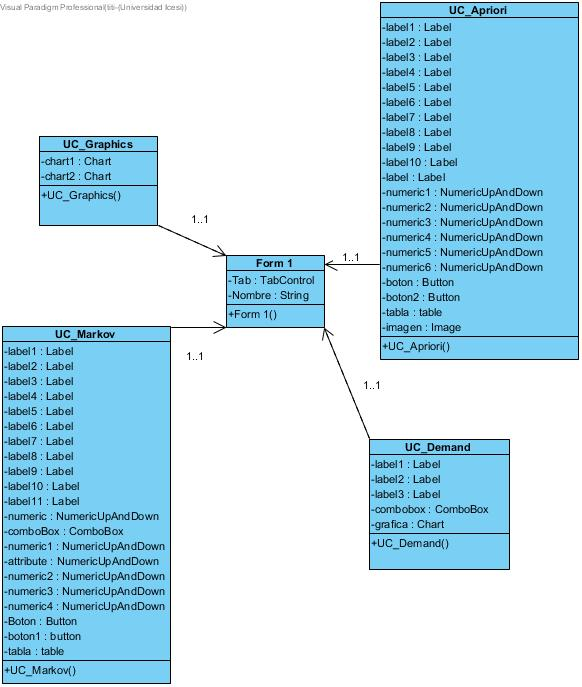 Visual Paradigm Professional(titi-(Universidad Icesi))
UC_Apriori
-label1 : Label
-label2 : Label
-label3 : Label
-label4 : Label
-label5 : Label
-label6 : Label
-label7 : Label
-label8 : Label
-label9 : Label
-label10 : Label
-label : Label
-numeric1 : NumericUpAndDown
-numeric2 : NumericUpAndDown
-numeric3 : NumericUpAndDown
-numeric4 : NumericUpAndDown
-numeric5 : NumericUpAndDown
-numeric6 : NumericUpAndDown
-boton : Button
-boton2 : Button
-tabla : table
-imagen : Image
+UC_Apriori()
UC_Graphics
-chart1 : Chart
-chart2 : Chart
+UC_Graphics()
1..1
1..1
Form 1
-Tab : TabControl
-Nombre : String
+Form 1()
UC_Markov
-label1 : Label
-label2 : Label
-label3 : Label
-label4 : Label
-label5 : Label
-label6 : Label
-label7 : Label
-label8 : Label
-label9 : Label
-label10 : Label
-label11 : Label
-numeric : NumericUpAndDown
-comboBox : ComboBox
-numeric1 : NumericUpAndDown
-attribute : NumericUpAndDown
-numeric2 : NumericUpAndDown
-numeric3 : NumericUpAndDown
-numeric4 : NumericUpAndDown
-Boton : Button
-boton1 : button
-tabla : table
+UC_Markov()
1..1
1..1
UC_Demand
-label1 : Label
-label2 : Label
-label3 : Label
-combobox : ComboBox
-grafica : Chart
+UC_Demand()